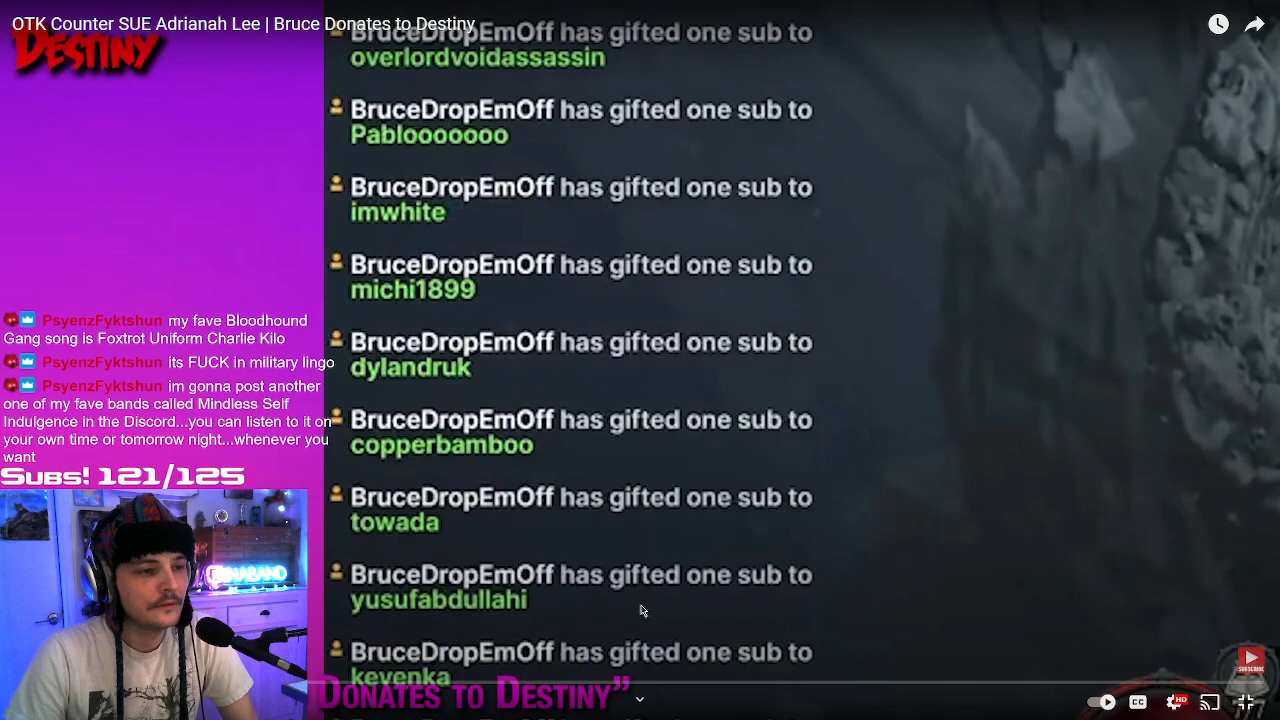 OTK Counter SUE Adrianah Lee | Bruce Donates to Destiny
DESTINY
BruceDropEmOff has gifted one sub to
overlordvoidassassin
BruceDropEmOff has gifted one sub to
Pablooooooo
BruceDropEmOff has gifted one sub to
imwhite
BruceDropEmOff has gifted one sub to
michi1899
BruceDropEmOff has gifted one sub to
dylandruk
BruceDropEmOff has gifted one sub to
copperbamboo
BruceDropEmOff has gifted one sub to
towada
BruceDropEmOff has gifted one sub to
yusufabdullahi
BruceDropEmOff has gifted one sub to
kevenka
PsyenzFyktshun my fave Bloodhound
Gang song is Foxtrot Uniform Charlie Kilo
PsyenzFyktshun its FUCK in military lingo
PsyenzFyktshun im gonna post another
one of my fave bands called Mindless Self
Indulgence in the Discord...you can listen to it on
your own time or tomorrow night...whenever you
want
SUBS! 121/125
DONATES TO DESTINY”
SUBSCRIBE
CC
HD